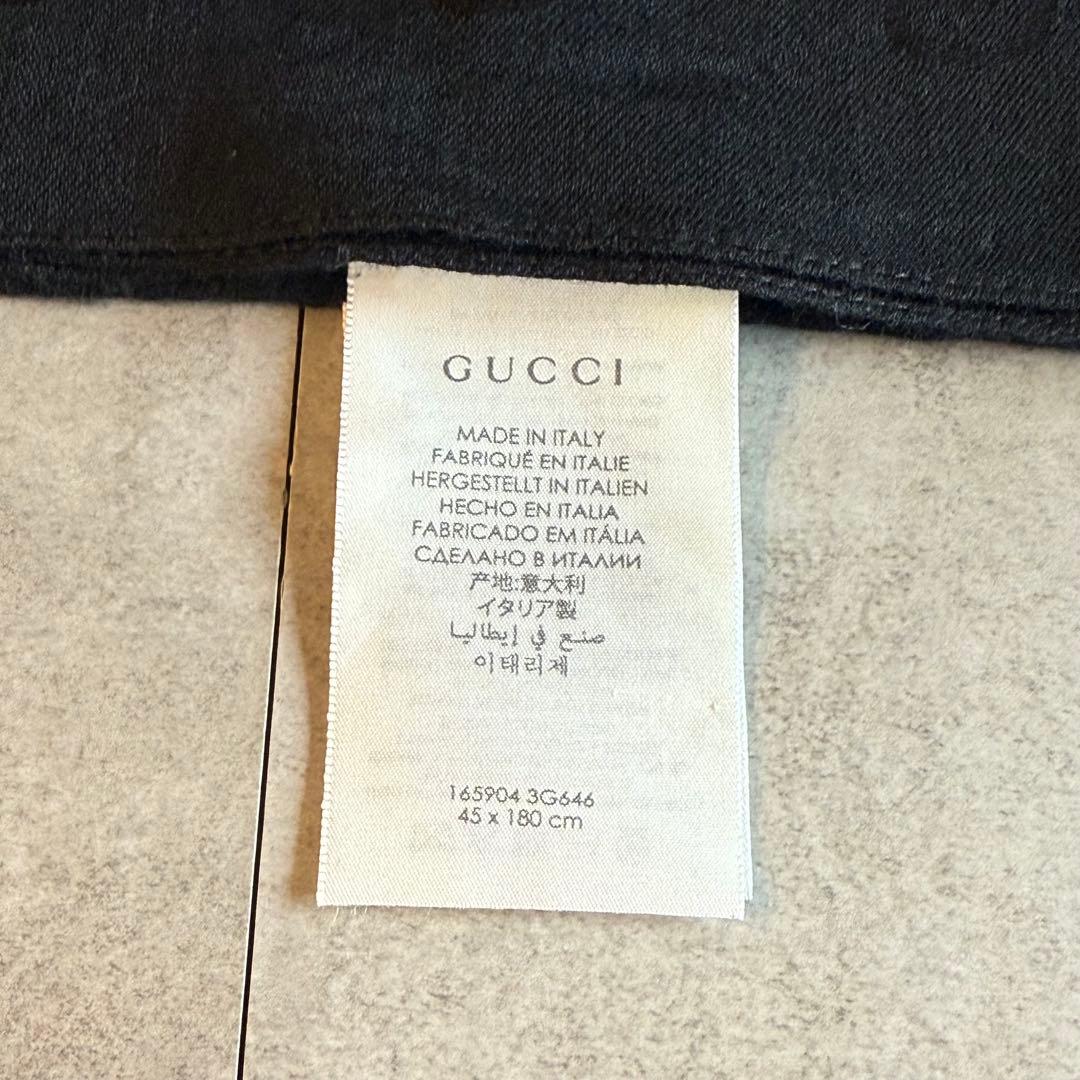 GUCCI
MADE IN ITALY
FABRIQUÉ EN ITALIE
HERGESTELLT IN ITALIEN
HECHO EN ITALIA
FABRICADO EM ITÁLIA
СДЕЛАНО В ИТАЛИИ
产地:意大利
イタリア製
صنع في إيطاليا
이태리제
165904 3G646
45 x 180 cm